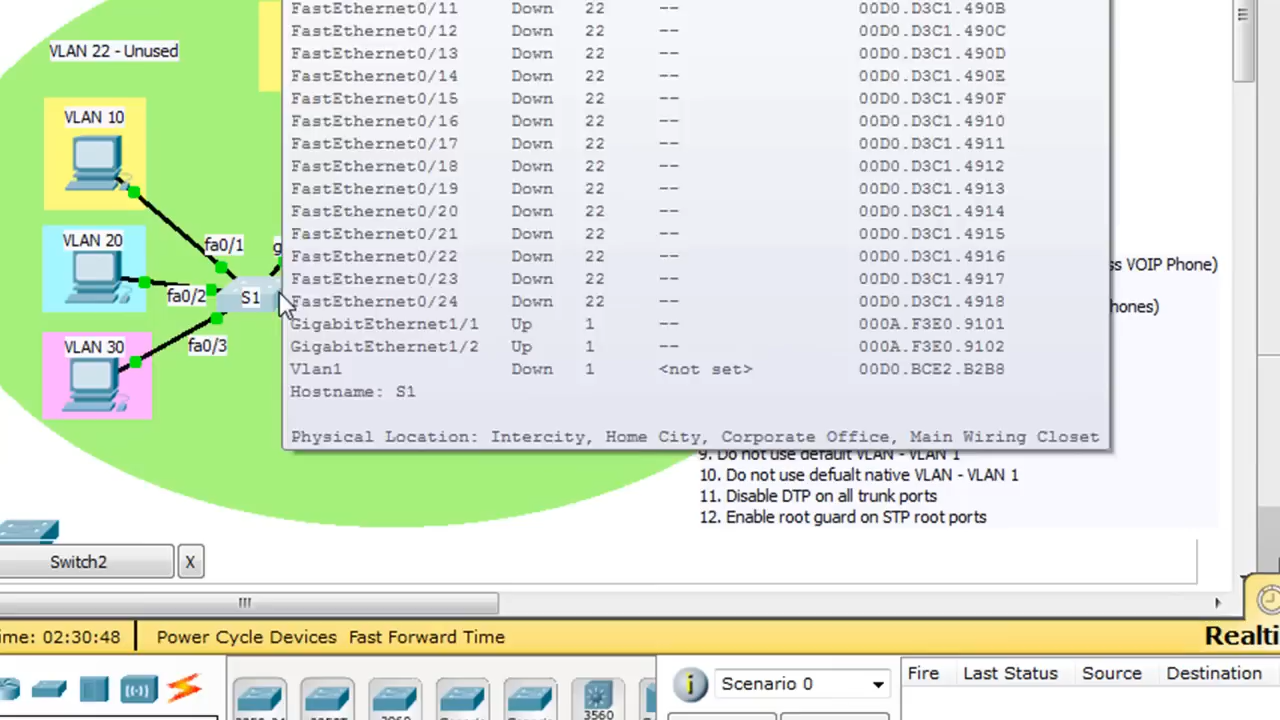 FastEthernet0/11 Down 22 -- 00D0.D3C1.490B
FastEthernet0/12 Down 22 -- 00D0.D3C1.490C
FastEthernet0/13 Down 22 -- 00D0.D3C1.490D
FastEthernet0/14 Down 22 -- 00D0.D3C1.490E
FastEthernet0/15 Down 22 -- 00D0.D3C1.490F
FastEthernet0/16 Down 22 -- 00D0.D3C1.4910
FastEthernet0/17 Down 22 -- 00D0.D3C1.4911
FastEthernet0/18 Down 22 -- 00D0.D3C1.4912
FastEthernet0/19 Down 22 -- 00D0.D3C1.4913
FastEthernet0/20 Down 22 -- 00D0.D3C1.4914
FastEthernet0/21 Down 22 -- 00D0.D3C1.4915
FastEthernet0/22 Down 22 -- 00D0.D3C1.4916
FastEthernet0/23 Down 22 -- 00D0.D3C1.4917
FastEthernet0/24 Down 22 -- 00D0.D3C1.4918
GigabitEthernet1/1 Up 1 -- 000A.F3E0.9101
GigabitEthernet1/2 Up 1 -- 000A.F3E0.9102
Vlan1 Down 1 <not set> 00D0.BCE2.B2B8
Hostname: S1
Physical Location: Intercity, Home City, Corporate Office, Main Wiring Closet
VLAN 22 - Unused
VLAN 10
VLAN 20
VLAN 30
fa0/1
g
fa0/2
S1
fa0/3
ss VOIP Phone)
hones)
9. Do not use default VLAN - VLAN 1
10. Do not use defualt native VLAN - VLAN 1
11. Disable DTP on all trunk ports
12. Enable root guard on STP root ports
Switch2 X
ime: 02:30:48 Power Cycle Devices Fast Forward Time
Realti
Scenario 0
Fire Last Status Source Destination
3560